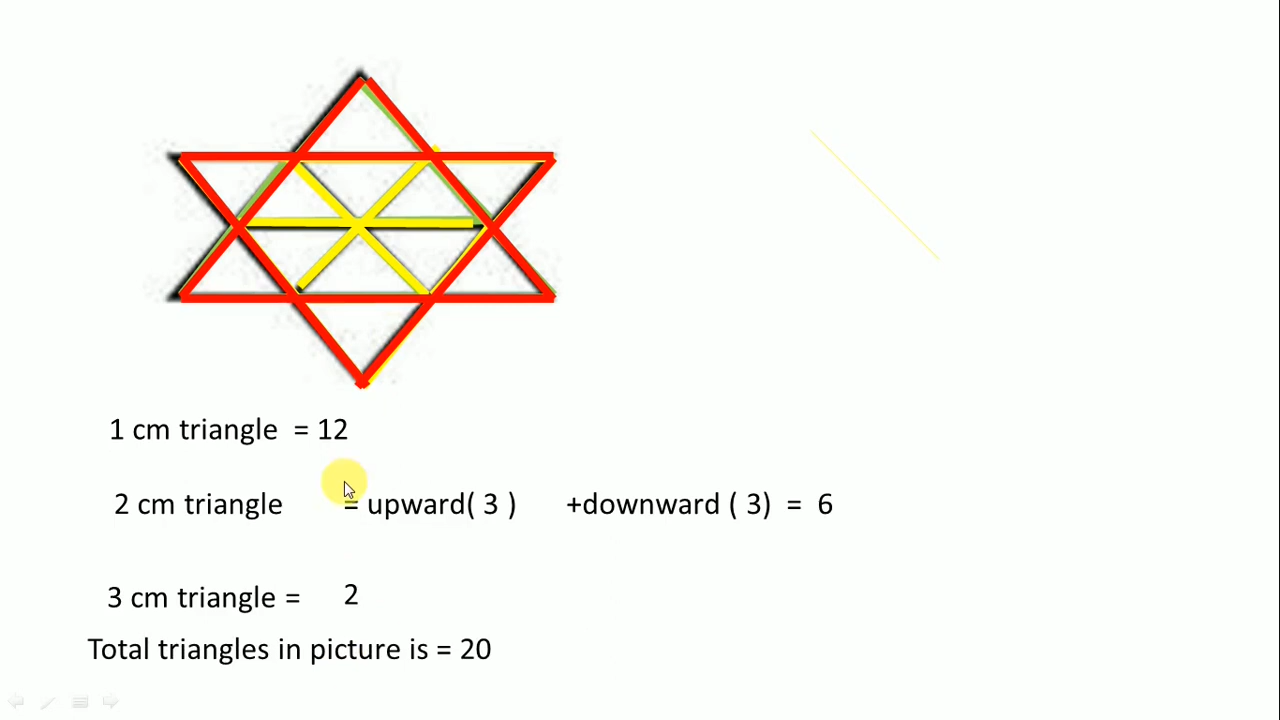 1 cm triangle = 12
2 cm triangle = upward( 3 ) +downward ( 3) = 6
3 cm triangle = 2
Total triangles in picture is = 20